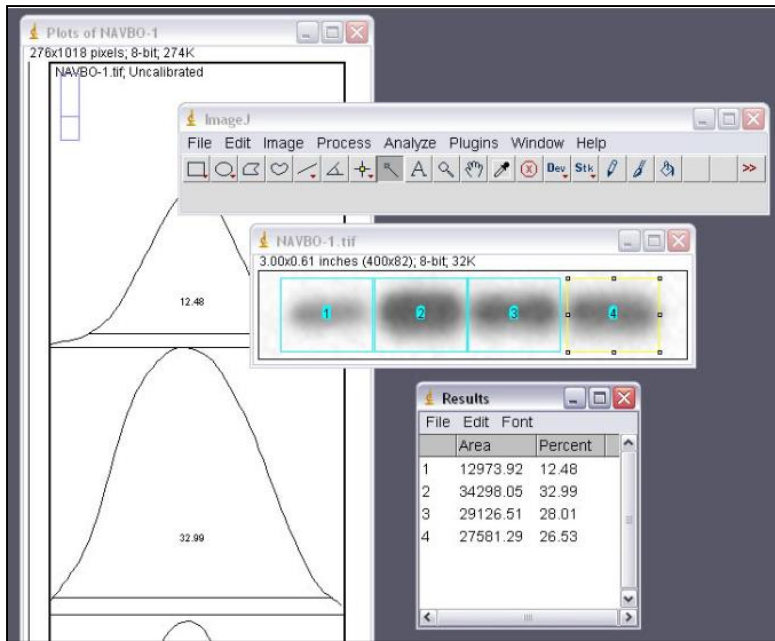 Plots of NAVBO-1
276x1018 pixels; 8-bit; 274K
NAVBO-1.tif; Uncalibrated
12.48
32.99
ImageJ
File Edit Image Process Analyze Plugins Window Help
A Dev Stk >>
NAVBO-1.tif
3.00x0.61 inches (400x82); 8-bit; 32K
1 2 3 4
Results
File Edit Font
Area Percent
1 12973.92 12.48
2 34298.05 32.99
3 29126.51 28.01
4 27581.29 26.53